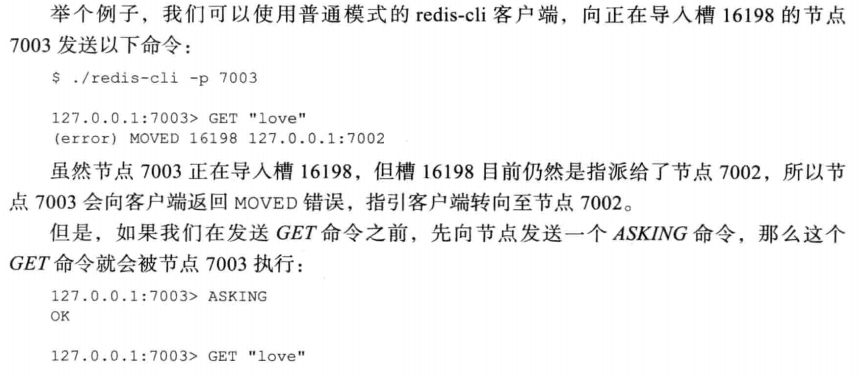 举个例子，我们可以使用普通模式的 redis-cli 客户端，向正在导入槽 16198 的节点
7003 发送以下命令：
$ ./redis-cli -p 7003
127.0.0.1:7003> GET "love"
(error) MOVED 16198 127.0.0.1:7002
虽然节点 7003 正在导入槽 16198，但槽 16198 目前仍然是指派给了节点 7002，所以节
点 7003 会向客户端返回 MOVED 错误，指引客户端转向至节点 7002。
但是，如果我们在发送 GET 命令之前，先向节点发送一个 ASKING 命令，那么这个
GET 命令就会被节点 7003 执行：
127.0.0.1:7003> ASKING
OK
127.0.0.1:7003> GET "love"